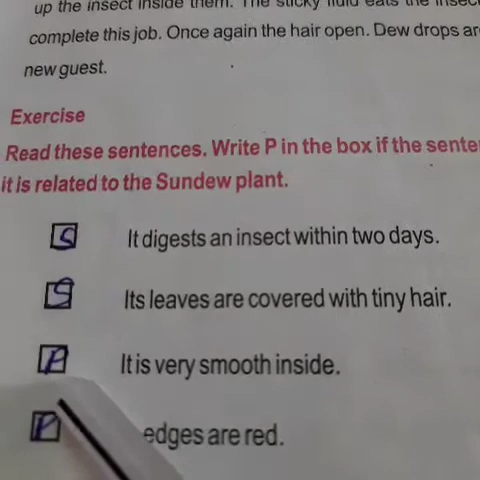 up the insect inside them. The sticky fluid eats the insec
complete this job. Once again the hair open. Dew drops ar
new guest.
Exercise
Read these sentences. Write P in the box if the sente
it is related to the Sundew plant.
S It digests an insect within two days.
S Its leaves are covered with tiny hair.
P It is very smooth inside.
P edges are red.